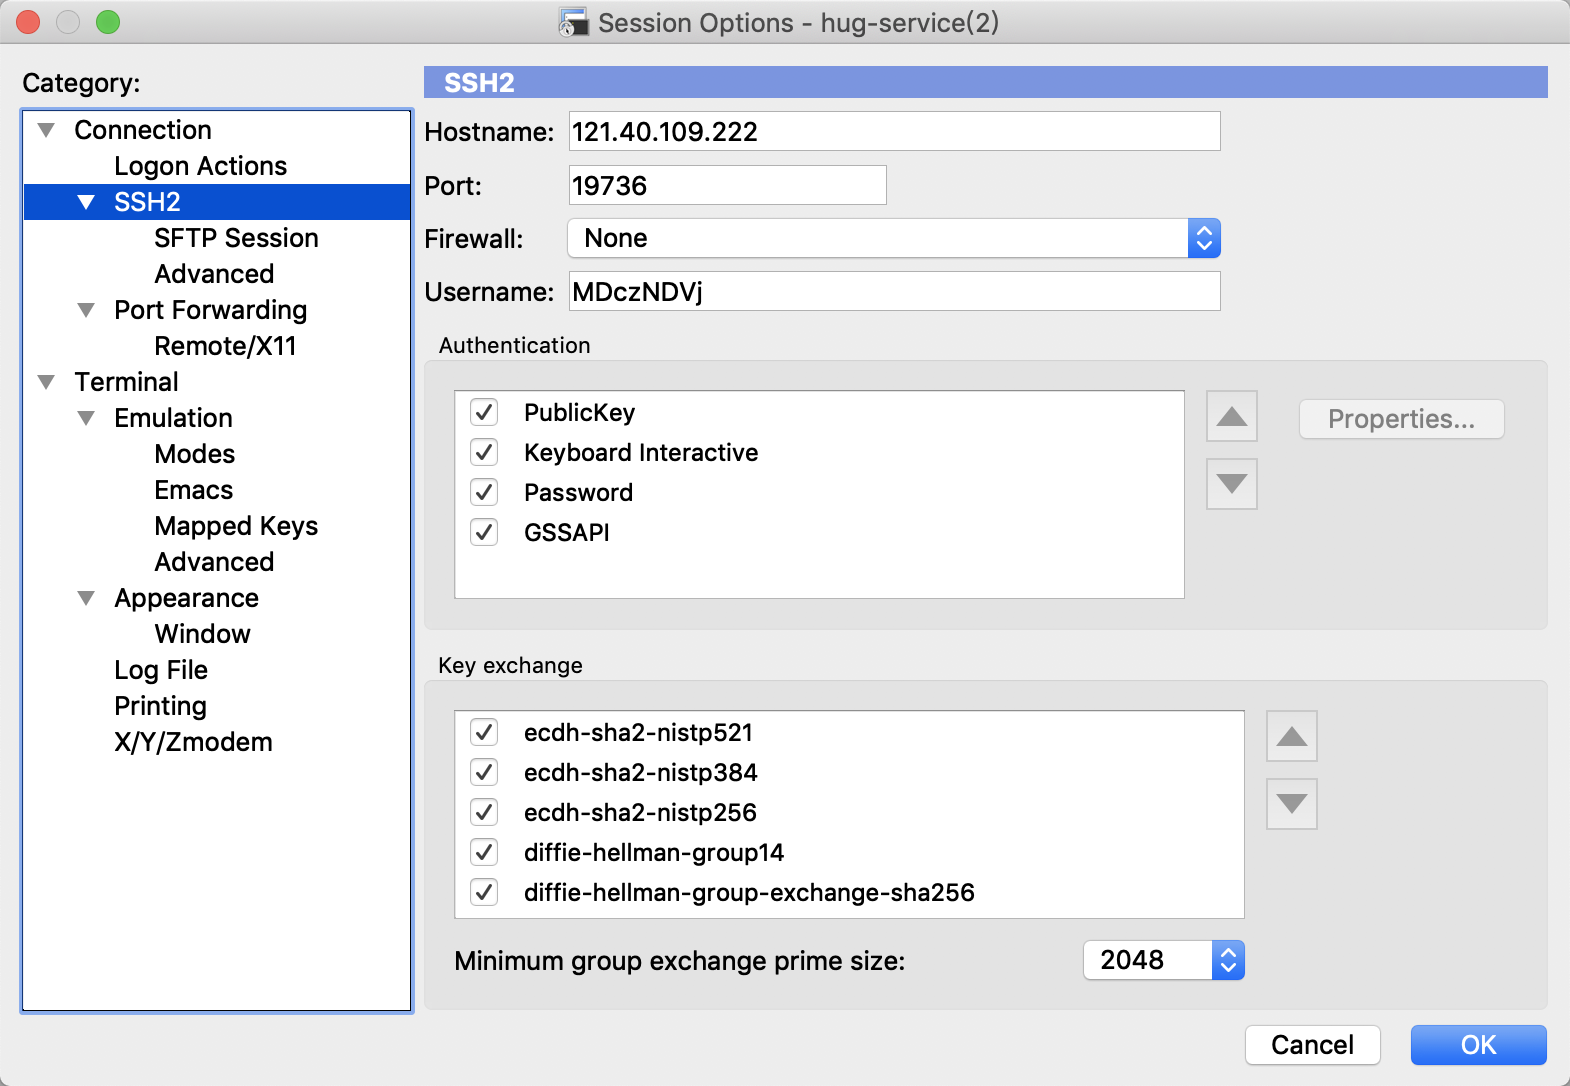 Session Options - hug-service(2)
Category:
Connection
Logon Actions
SSH2
SFTP Session
Advanced
Port Forwarding
Remote/X11
Terminal
Emulation
Modes
Emacs
Mapped Keys
Advanced
Appearance
Window
Log File
Printing
X/Y/Zmodem
SSH2
Hostname: 121.40.109.222
Port: 19736
Firewall: None
Username: MDczNDVj
Authentication
PublicKey
Keyboard Interactive
Password
GSSAPI
Properties...
Key exchange
ecdh-sha2-nistp521
ecdh-sha2-nistp384
ecdh-sha2-nistp256
diffie-hellman-group14
diffie-hellman-group-exchange-sha256
Minimum group exchange prime size: 2048
Cancel OK